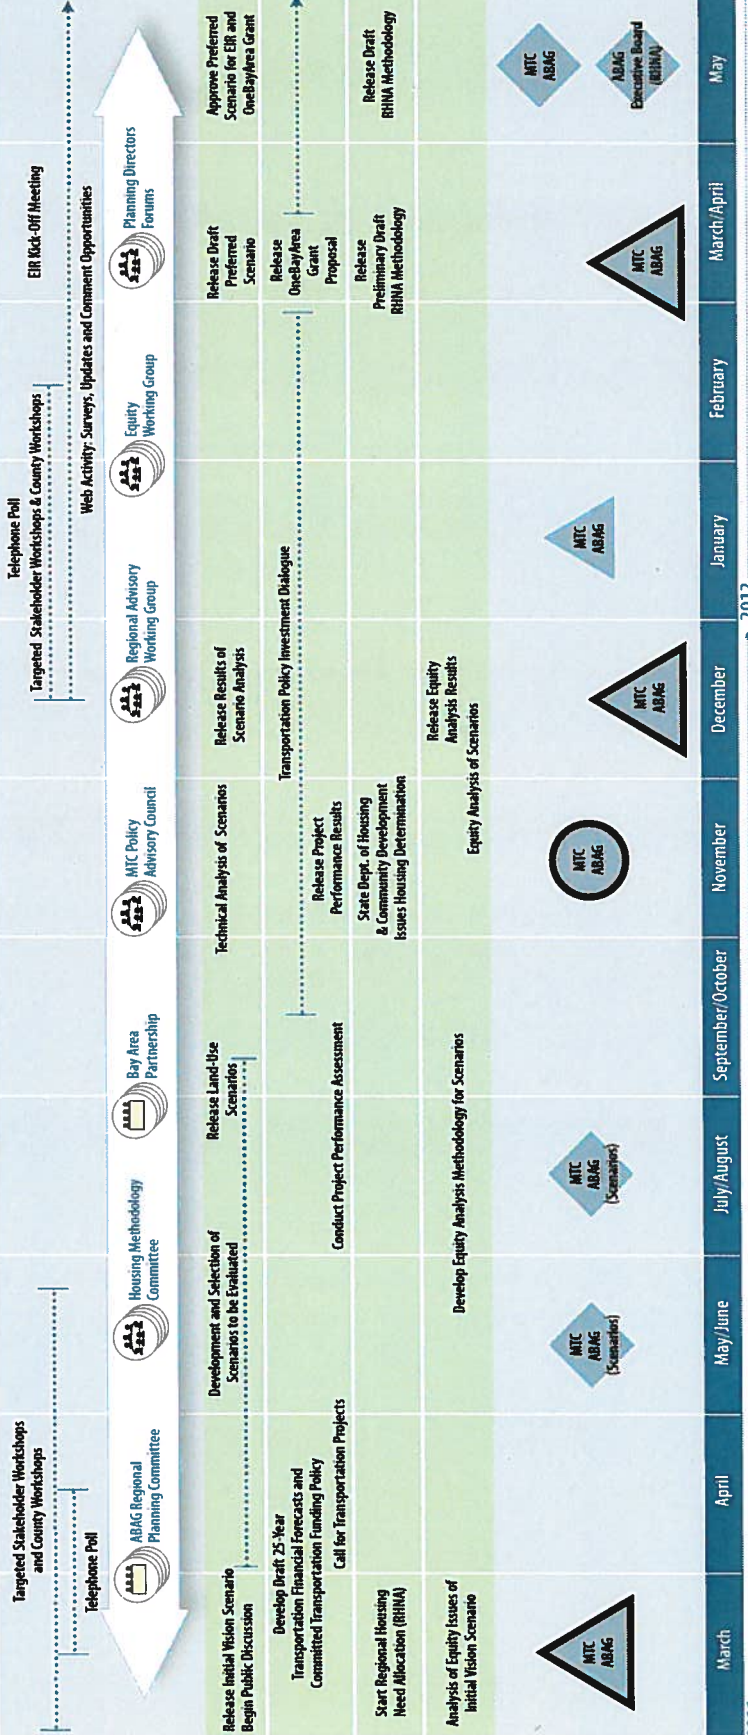 Targeted Stakeholder Workshops
and County Workshops
Telephone Poll
Telephone Poll
Targeted Stakeholder Workshops & County Workshops
EIR Kick-Off Meeting
Web Activity: Surveys, Updates and Comment Opportunities
ABAG Regional
Planning Committee
Housing Methodology
Committee
Bay Area
Partnership
MTC Policy
Advisory Council
Regional Advisory
Working Group
Equity
Working Group
Planning Directors
Forums
Release Initial Vision Scenario
Begin Public Discussion
Development and Selection of
Scenarios to be Evaluated
Release Land-Use
Scenarios
Technical Analysis of Scenarios
Release Results of
Scenario Analysis
Release Draft
Preferred
Scenario
Approve Preferred
Scenario for EIR and
OneBayArea Grant
Develop Draft 25-Year
Transportation Financial Forecasts and
Committed Transportation Funding Policy
Call for Transportation Projects
Conduct Project Performance Assessment
Transportation Policy Investment Dialogue
Release Project
Performance Results
Release
OneBayArea
Grant
Proposal
Start Regional Housing
Need Allocation (RHNA)
State Dept. of Housing
& Community Development
Issues Housing Determination
Release
Preliminary Draft
RHNA Methodology
Release Draft
RHNA Methodology
Analysis of Equity Issues of
Initial Vision Scenario
Develop Equity Analysis Methodology for Scenarios
Release Equity
Analysis Results
Equity Analysis of Scenarios
MTC
ABAG
MTC
ABAG
(Scenarios)
MTC
ABAG
(Scenarios)
MTC
ABAG
MTC
ABAG
MTC
ABAG
MTC
ABAG
MTC
ABAG
ABAG
Executive Board
(RHNA)
March
April
May/June
July/August
September/October
November
December
January
February
March/April
May
2012